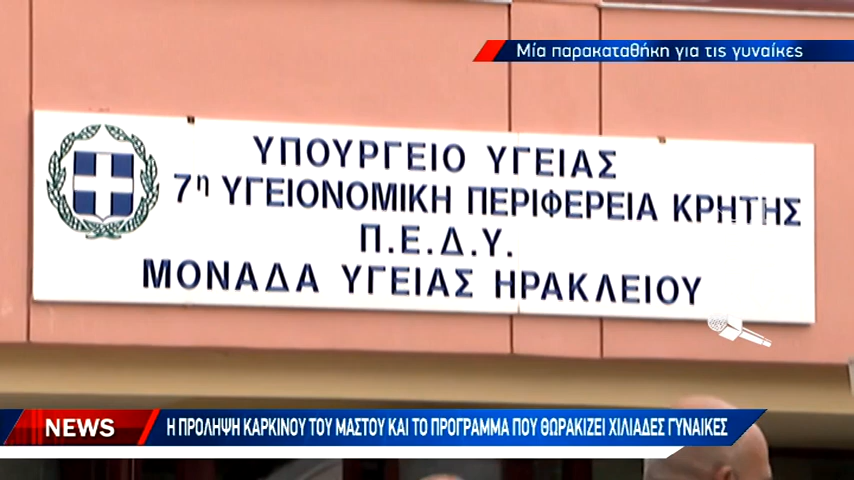 Μία παρακαταθήκη για τις γυναίκες
ΥΠΟΥΡΓΕΙΟ ΥΓΕΙΑΣ
7η ΥΓΕΙΟΝΟΜΙΚΗ ΠΕΡΙΦΕΡΕΙΑ ΚΡΗΤΗΣ
Π.Ε.Δ.Υ.
ΜΟΝΑΔΑ ΥΓΕΙΑΣ ΗΡΑΚΛΕΙΟΥ
NEWS Η ΠΡΟΛΗΨΗ ΚΑΡΚΙΝΟΥ ΤΟΥ ΜΑΣΤΟΥ ΚΑΙ ΤΟ ΠΡΟΓΡΑΜΜΑ ΠΟΥ ΘΩΡΑΚΙΖΕΙ ΧΙΛΙΑΔΕΣ ΓΥΝΑΙΚΕΣ